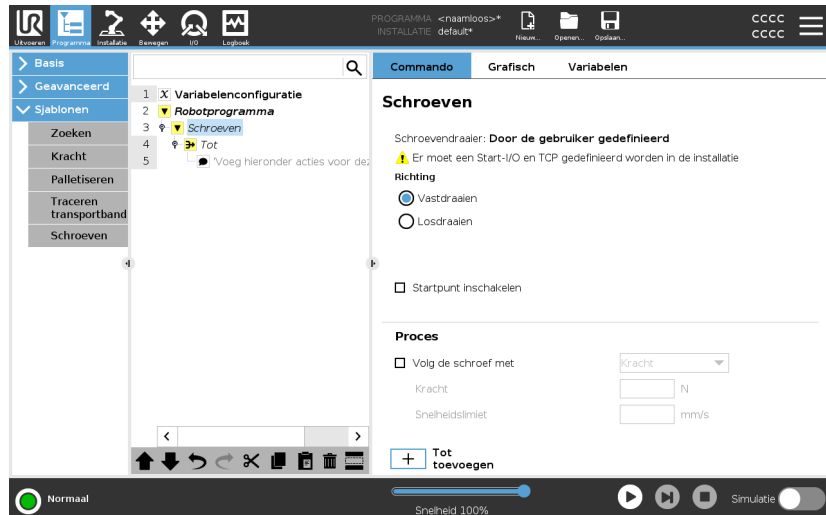 PROGRAMMA <naamloos>*
INSTALLATIE default*
Uitvoeren Programma Installatie Bewegen I/O Logboek
Nieuw... Openen... Opslaan...
CCCC
CCCC
Basis
Geavanceerd
Sjablonen
Zoeken
Kracht
Palletiseren
Traceren
transportband
Schroeven
1 X Variabelenconfiguratie
2 Robotprogramma
3 Schroeven
4 Tot
5 'Voeg hieronder acties voor dez
Commando Grafisch Variabelen
Schroeven
Schroevendraaier: Door de gebruiker gedefinieerd
Er moet een Start-I/O en TCP gedefinieerd worden in de installatie
Richting
Vastdraaien
Losdraaien
Startpunt inschakelen
Proces
Volg de schroef met Kracht
Kracht N
Snelheidslimiet mm/s
Tot
toevoegen
Normaal
Snelheid 100%
Simulatie